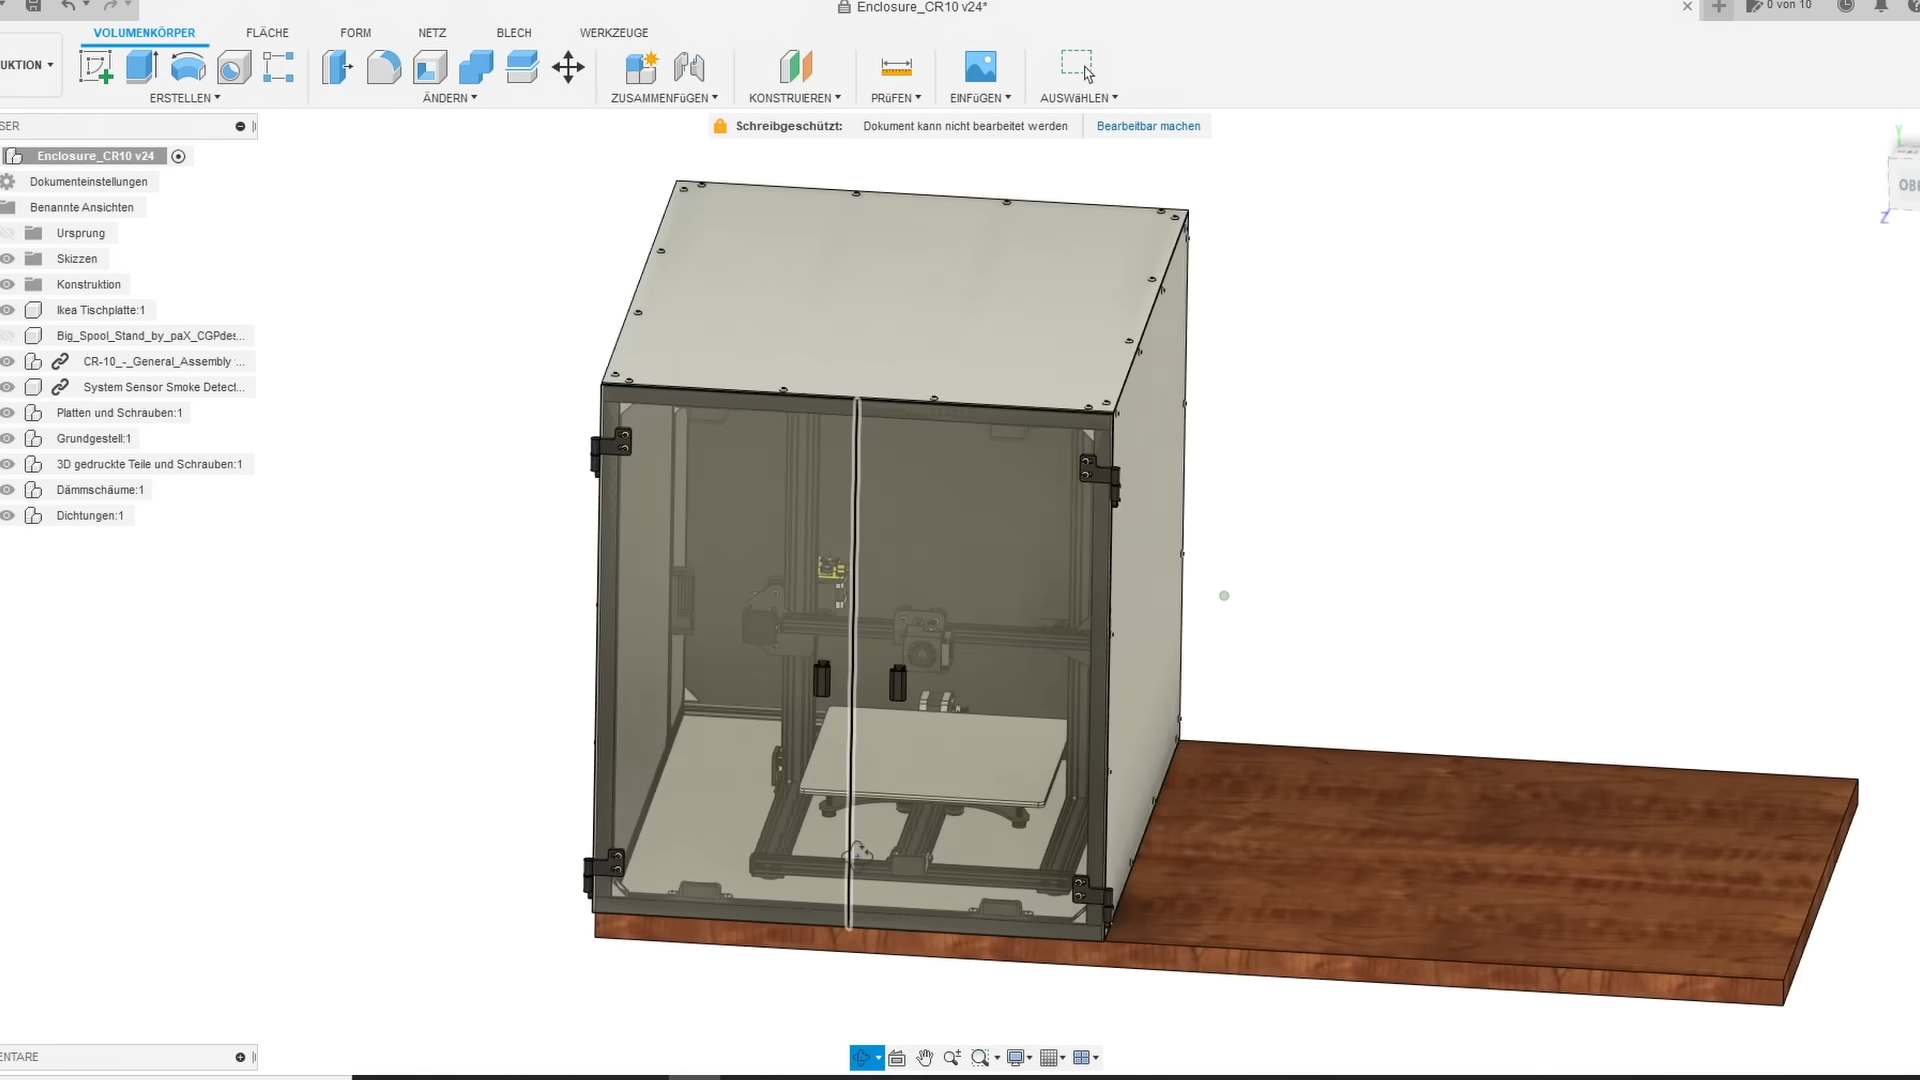 Enclosure_CR10 v24*
0 von 10
VOLUMENKÖRPER
FLÄCHE
FORM
NETZ
BLECH
WERKZEUGE
UKTION
ERSTELLEN
ÄNDERN
ZUSAMMENFüGEN
KONSTRUIEREN
PRüFEN
EINFüGEN
AUSWäHLEN
SER
Schreibgeschützt: Dokument kann nicht bearbeitet werden Bearbeitbar machen
Enclosure_CR10 v24
Dokumenteinstellungen
Benannte Ansichten
Ursprung
Skizzen
Konstruktion
Ikea Tischplatte:1
Big_Spool_Stand_by_paX_CGPdes...
CR-10_-_General_Assembly ...
System Sensor Smoke Detect...
Platten und Schrauben:1
Grundgestell:1
3D gedruckte Teile und Schrauben:1
Dämmschäume:1
Dichtungen:1
Y
OB
Z
ENTARE